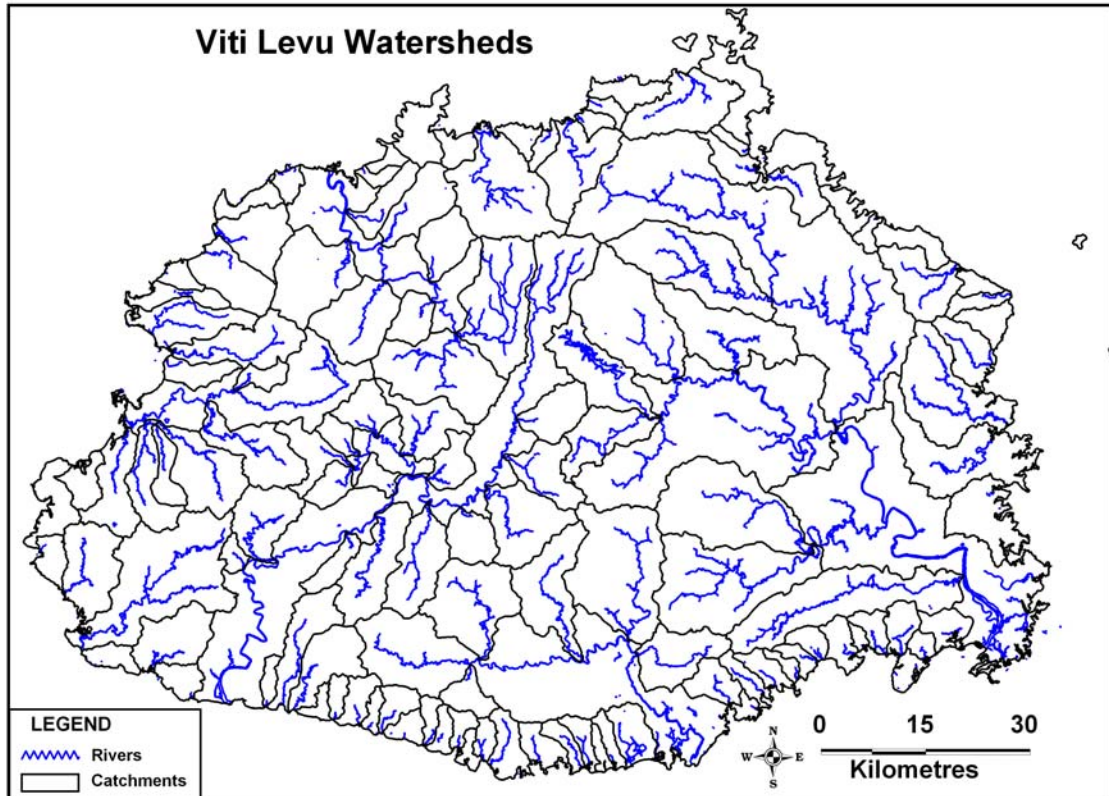 Viti Levu Watersheds
LEGEND
Rivers
Catchments
N
W E
S
0 15 30
Kilometres